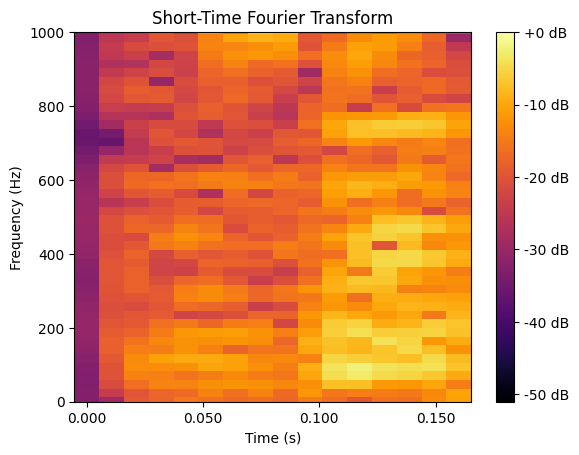 Short-Time Fourier Transform
1000
800
600
400
200
0
Frequency (Hz)
0.000
0.050
0.100
0.150
Time (s)
+0 dB
-10 dB
-20 dB
-30 dB
-40 dB
-50 dB